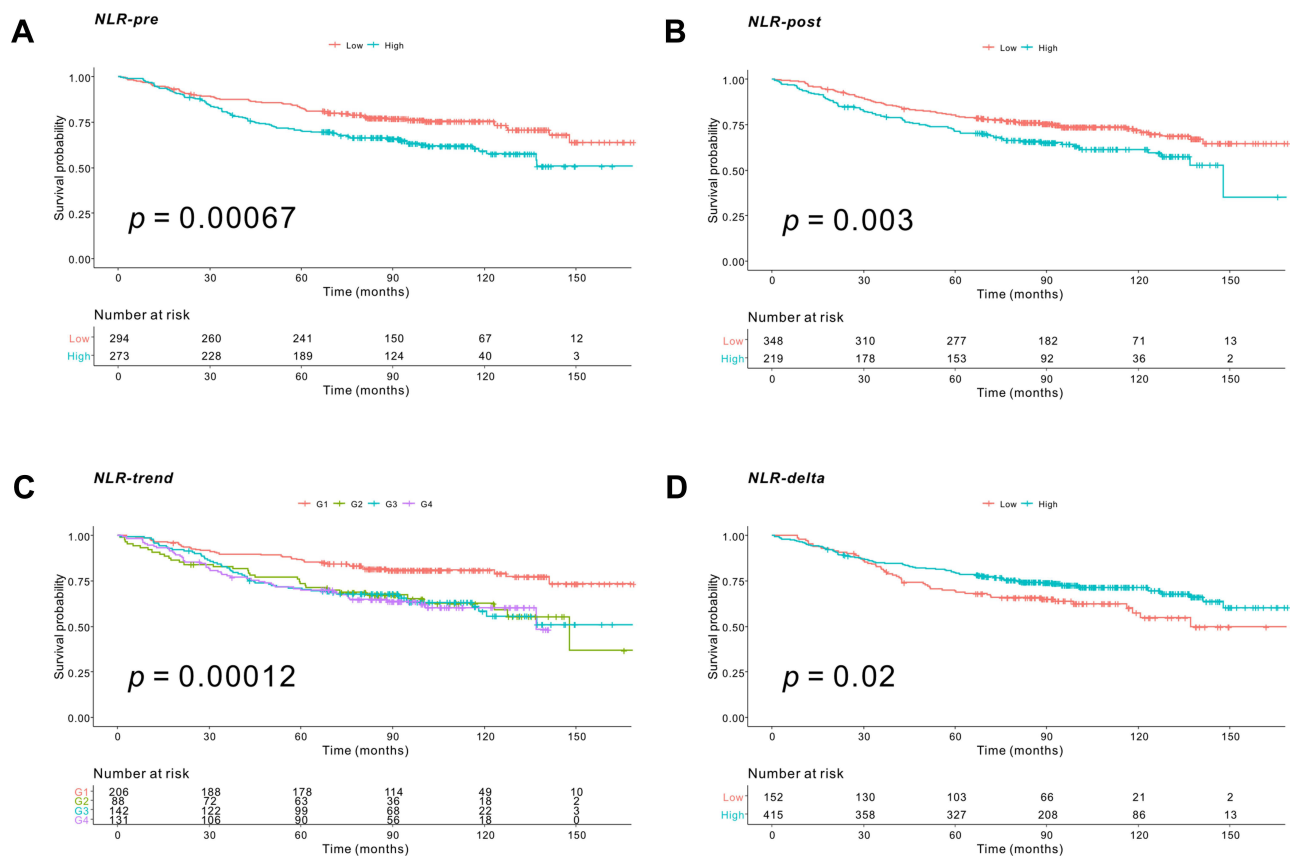 A
NLR-pre
Low High
Survival probability
1.00
0.75
0.50
0.25
0.00
p = 0.00067
0 30 60 90 120 150
Time (months)
Number at risk
Low 294 260 241 150 67 12
High 273 228 189 124 40 3
0 30 60 90 120 150
Time (months)
B
NLR-post
Low High
Survival probability
1.00
0.75
0.50
0.25
0.00
p = 0.003
0 30 60 90 120 150
Time (months)
Number at risk
Low 348 310 277 182 71 13
High 219 178 153 92 36 2
0 30 60 90 120 150
Time (months)
C
NLR-trend
G1 G2 G3 G4
Survival probability
1.00
0.75
0.50
0.25
0.00
p = 0.00012
0 30 60 90 120 150
Time (months)
Number at risk
G1 206 188 178 114 49 10
G2 88 72 63 36 18 2
G3 142 122 99 68 22 3
G4 131 106 90 56 18 0
0 30 60 90 120 150
Time (months)
D
NLR-delta
Low High
Survival probability
1.00
0.75
0.50
0.25
0.00
p = 0.02
0 30 60 90 120 150
Time (months)
Number at risk
Low 152 130 103 66 21 2
High 415 358 327 208 86 13
0 30 60 90 120 150
Time (months)